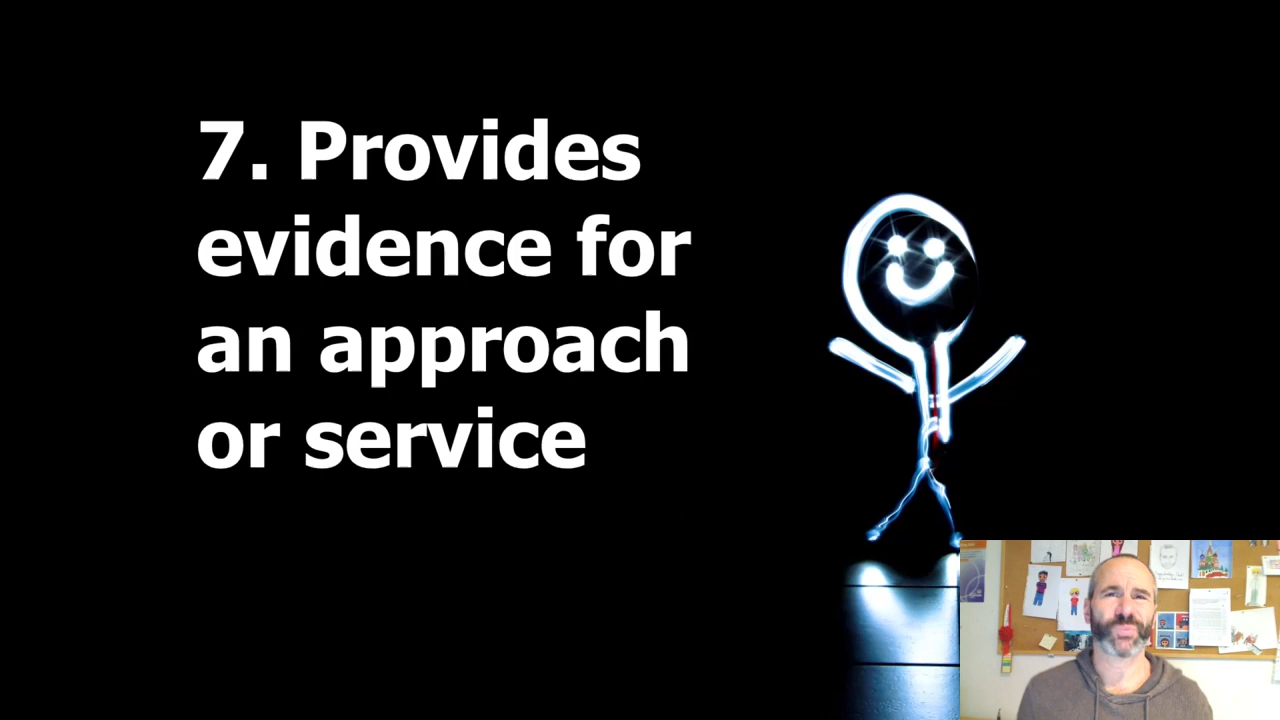 7. Provides
evidence for
an approach
or service